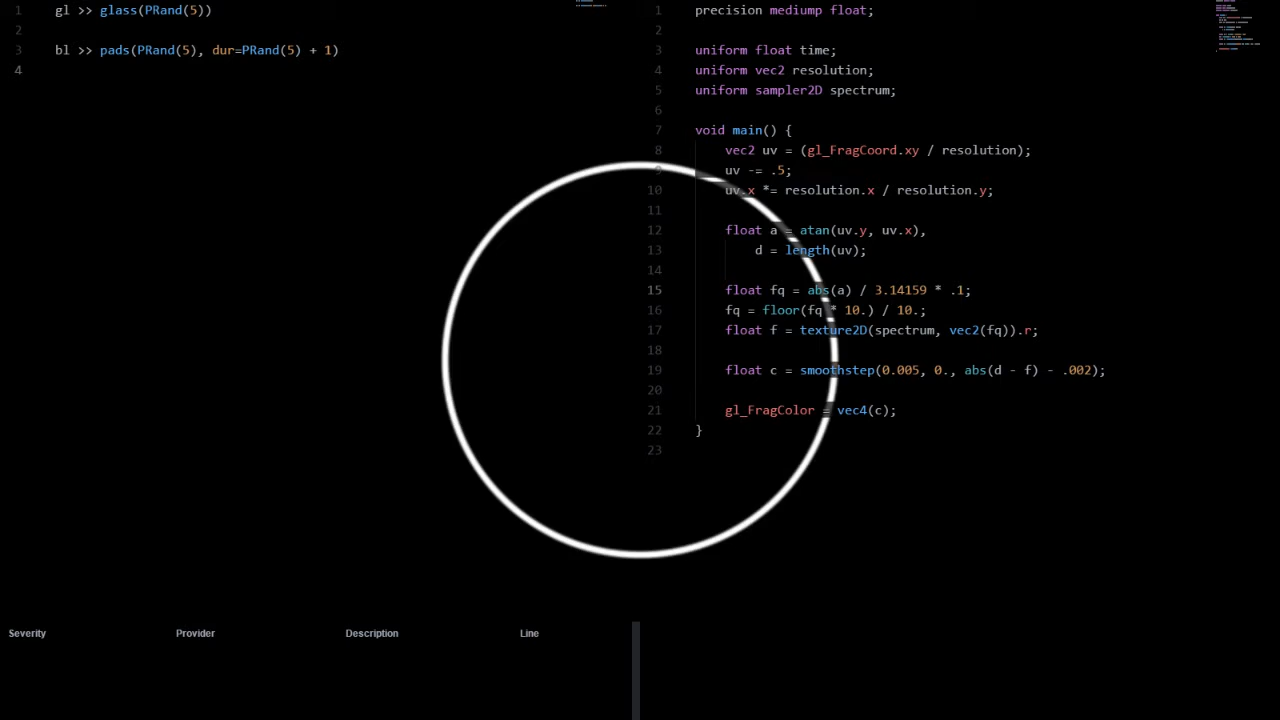 1 gl >> glass(PRand(5))
2
3 bl >> pads(PRand(5), dur=PRand(5) + 1)
4
1 precision mediump float;
2
3 uniform float time;
4 uniform vec2 resolution;
5 uniform sampler2D spectrum;
6
7 void main() {
8 vec2 uv = (gl_FragCoord.xy / resolution);
9 uv -= .5;
10 uv.x *= resolution.x / resolution.y;
11
12 float a = atan(uv.y, uv.x),
13 d = length(uv);
14
15 float fq = abs(a) / 3.14159 * .1;
16 fq = floor(fq * 10.) / 10.;
17 float f = texture2D(spectrum, vec2(fq)).r;
18
19 float c = smoothstep(0.005, 0., abs(d - f) - .002);
20
21 gl_FragColor = vec4(c);
22 }
23
Severity Provider Description Line